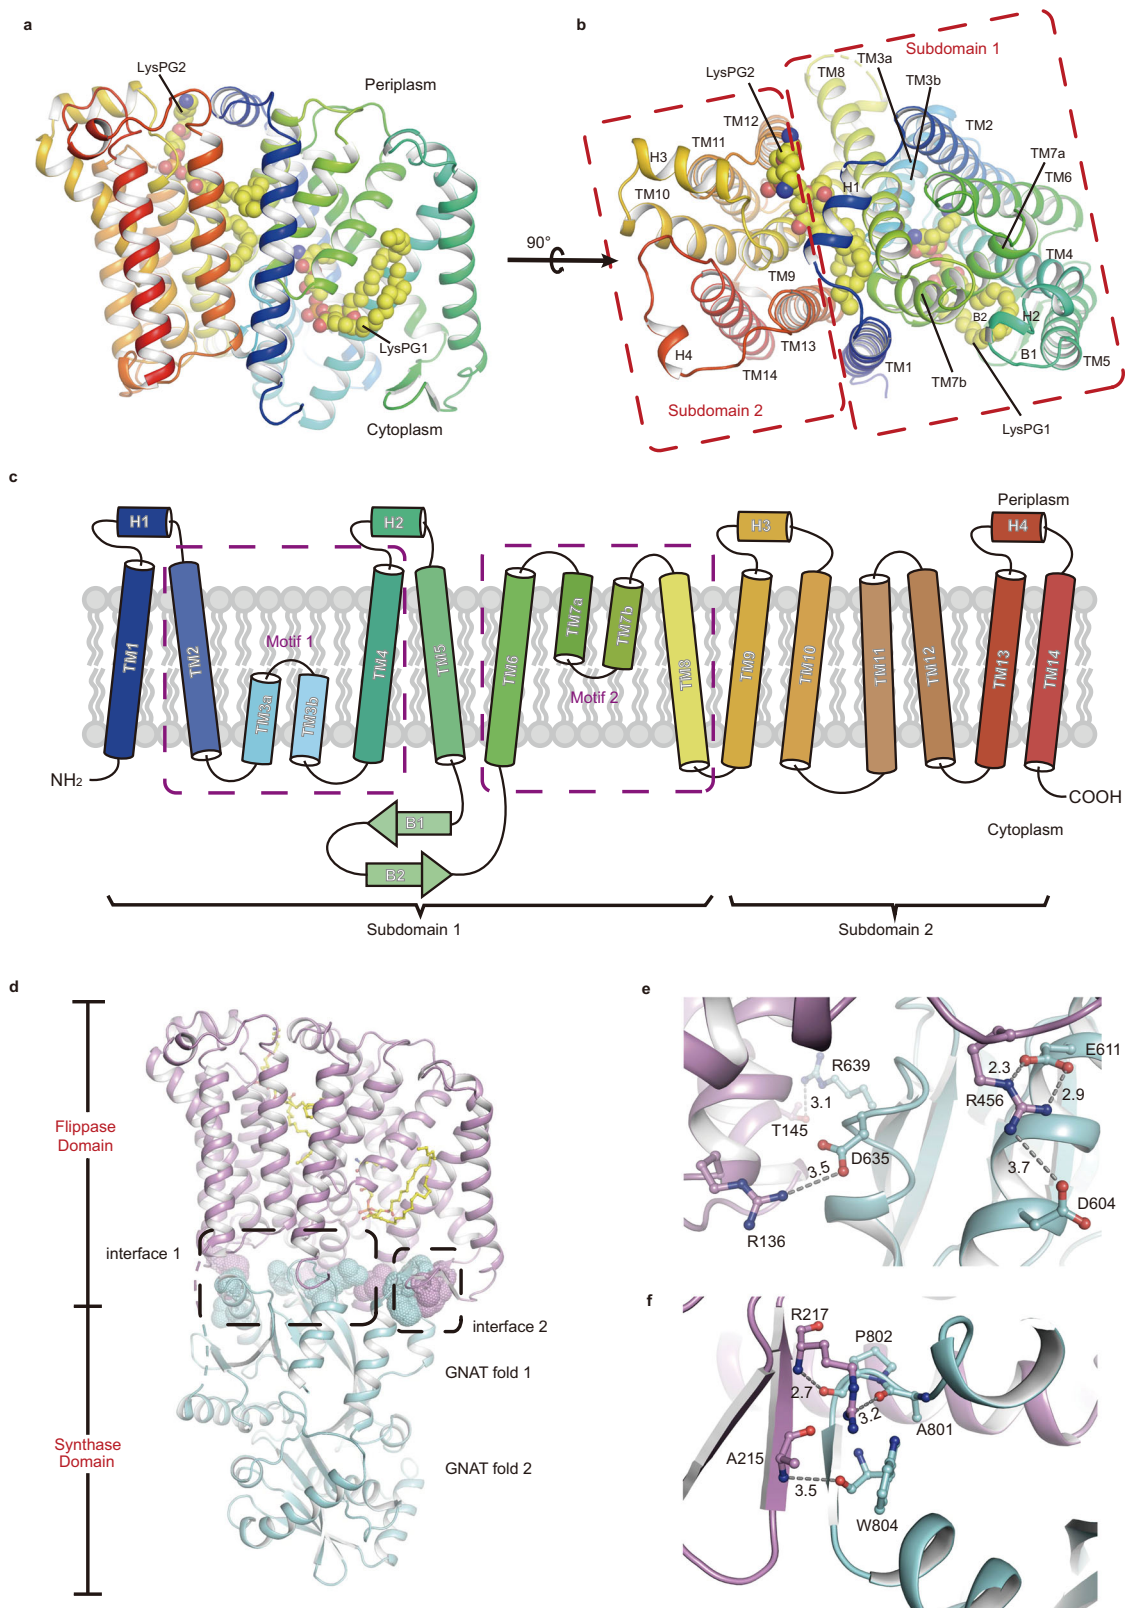 a
LysPG2
Periplasm
LysPG1
Cytoplasm
90°
b
Subdomain 1
TM3a
LysPG2
TM8
TM3b
TM12
TM2
TM11
H3
TM7a
TM6
H1
TM10
TM9
TM4
B2
H2
TM13
B1
H4
TM1
TM5
TM14
TM7b
Subdomain 2
LysPG1
c
Periplasm
H1
H2
H3
H4
Motif 1
Motif 2
TM1
TM2
TM3a
TM3b
TM4
TM5
TM6
TM7a
TM7b
TM8
TM9
TM10
TM11
TM12
TM13
TM14
NH2
COOH
B1
Cytoplasm
B2
Subdomain 1
Subdomain 2
d
Flippase
Domain
interface 1
interface 2
GNAT fold 1
Synthase
Domain
GNAT fold 2
e
E611
R639
2.3
2.9
3.1
R456
T145
D635
3.5
3.7
D604
R136
f
R217
P802
2.7
3.2
A801
A215
3.5
W804